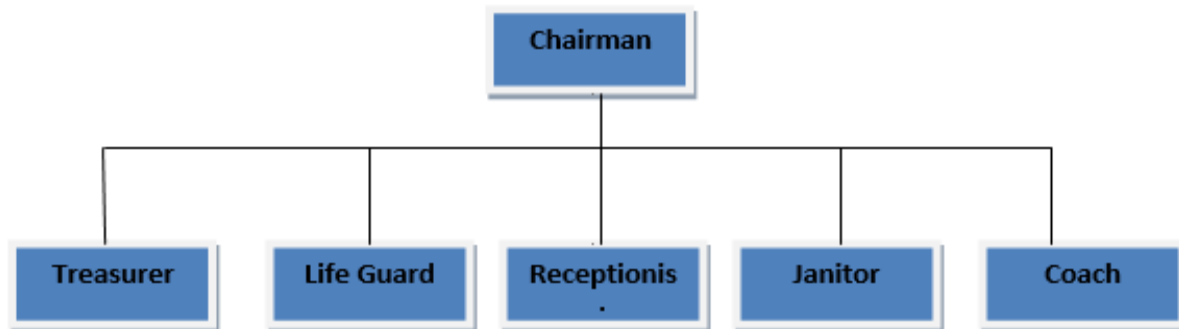 Chairman
Treasurer
Life Guard
Receptionis
Janitor
Coach